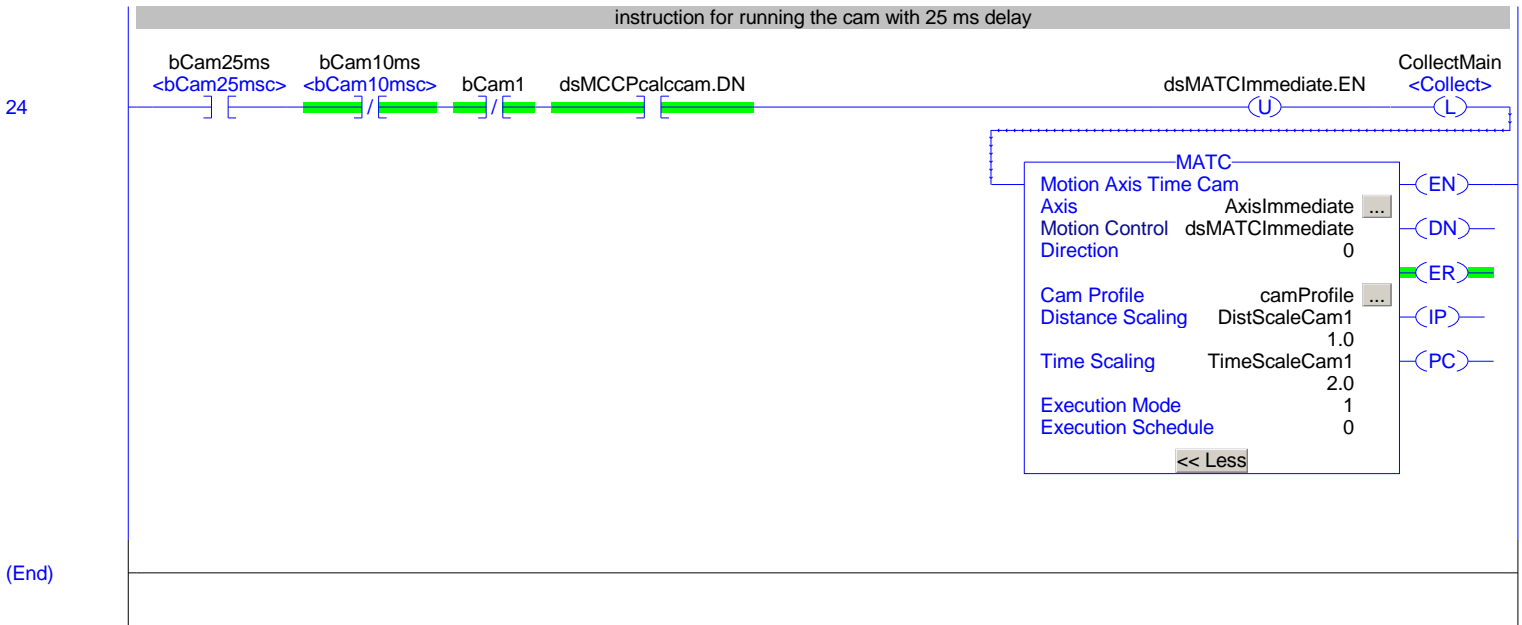 instruction for running the cam with 25 ms delay
bCam25ms bCam10ms CollectMain
<bCam25msc> <bCam10msc> bCam1 dsMCCPcalccam.DN dsMATCImmediate.EN <Collect>
24 / / U L
MATC
Motion Axis Time Cam EN
Axis AxisImmediate ...
Motion Control dsMATCImmediate DN
Direction 0
ER
Cam Profile camProfile ...
Distance Scaling DistScaleCam1 IP
1.0
Time Scaling TimeScaleCam1 PC
2.0
Execution Mode 1
Execution Schedule 0
<< Less
(End)